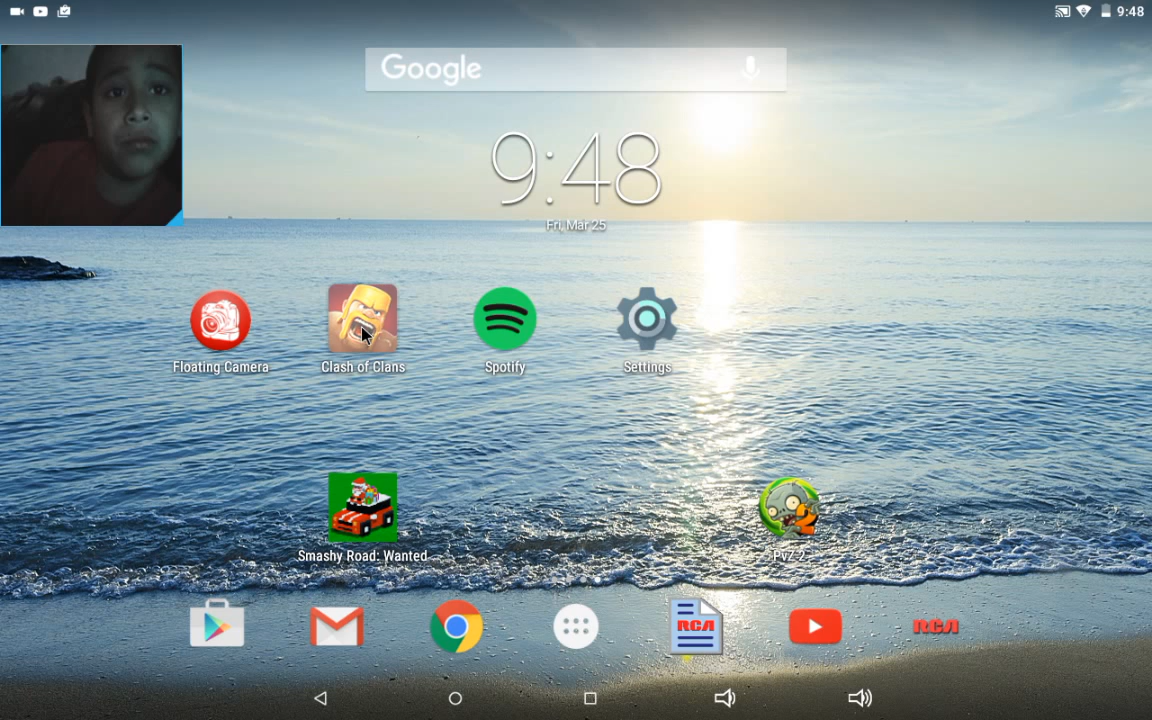 9:48
Google
9:48
Fri, Mar 25
Floating Camera
Clash of Clans
Spotify
Settings
Smashy Road: Wanted
PvZ 2
RCA
RCA